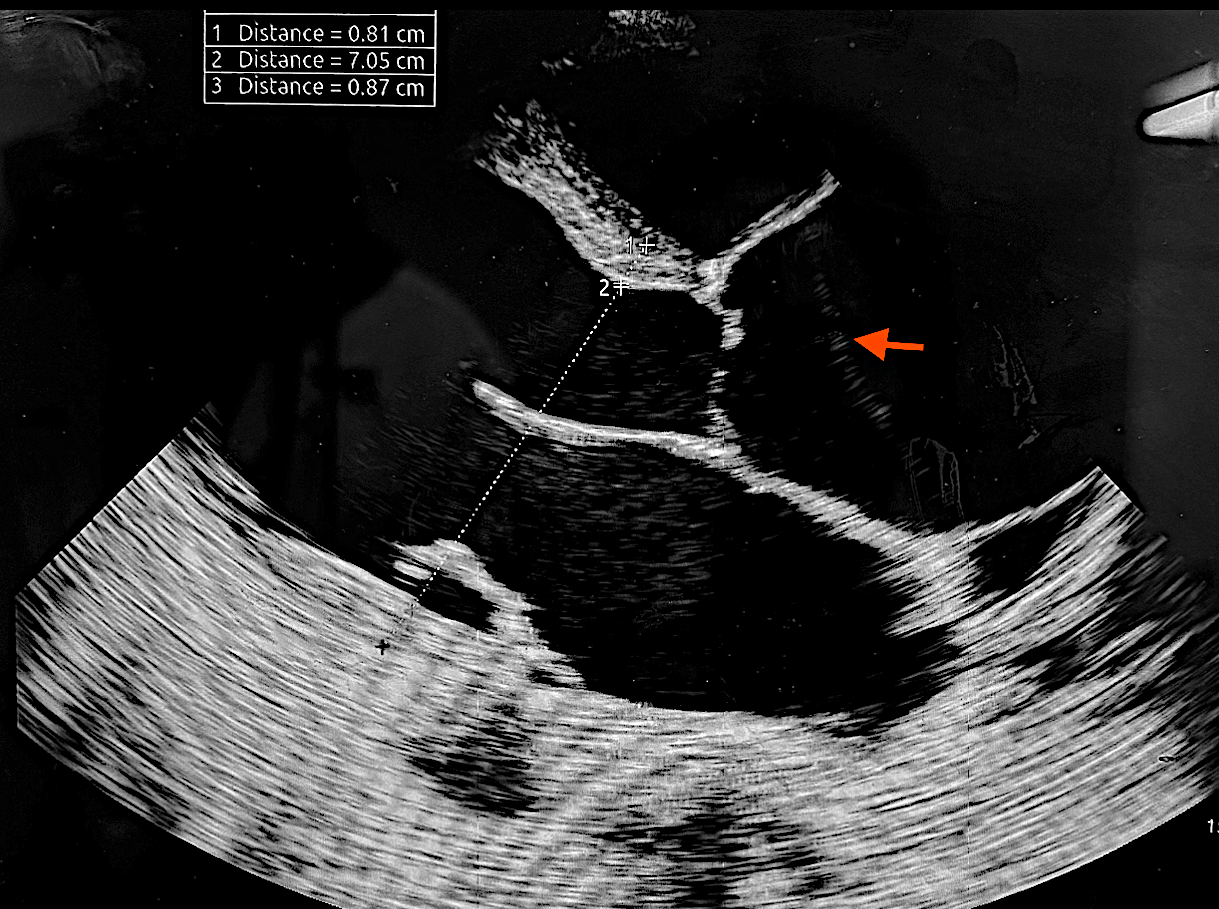 1 Distance = 0.81 cm
2 Distance = 7.05 cm
3 Distance = 0.87 cm
1
2